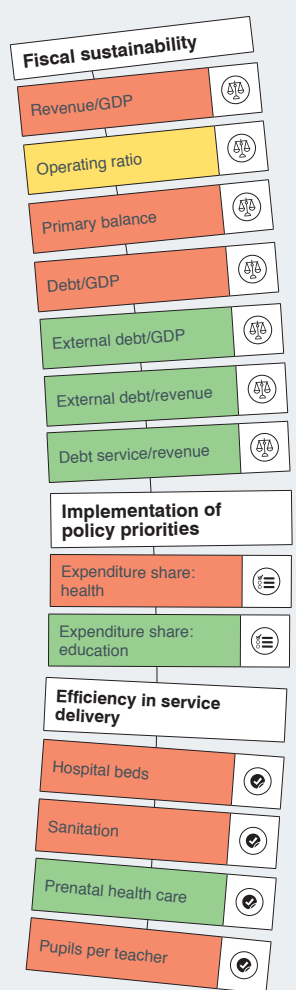 Fiscal sustainability
Revenue/GDP
Operating ratio
Primary balance
Debt/GDP
External debt/GDP
External debt/revenue
Debt service/revenue
Implementation of
policy priorities
Expenditure share:
health
Expenditure share:
education
Efficiency in service
delivery
Hospital beds
Sanitation
Prenatal health care
Pupils per teacher